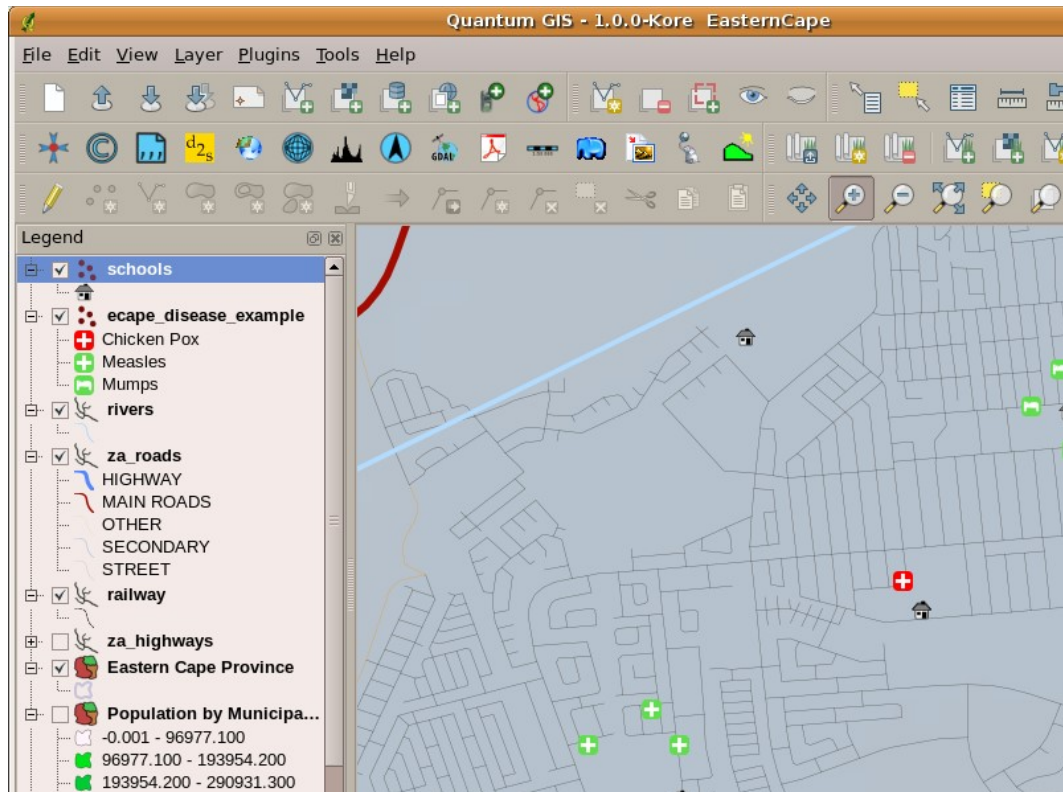 Quantum GIS - 1.0.0-Kore EasternCape
File Edit View Layer Plugins Tools Help
d2s
GDAL
Legend
schools
ecape_disease_example
Chicken Pox
Measles
Mumps
rivers
za_roads
HIGHWAY
MAIN ROADS
OTHER
SECONDARY
STREET
railway
za_highways
Eastern Cape Province
Population by Municipa...
-0.001 - 96977.100
96977.100 - 193954.200
193954.200 - 290931.300